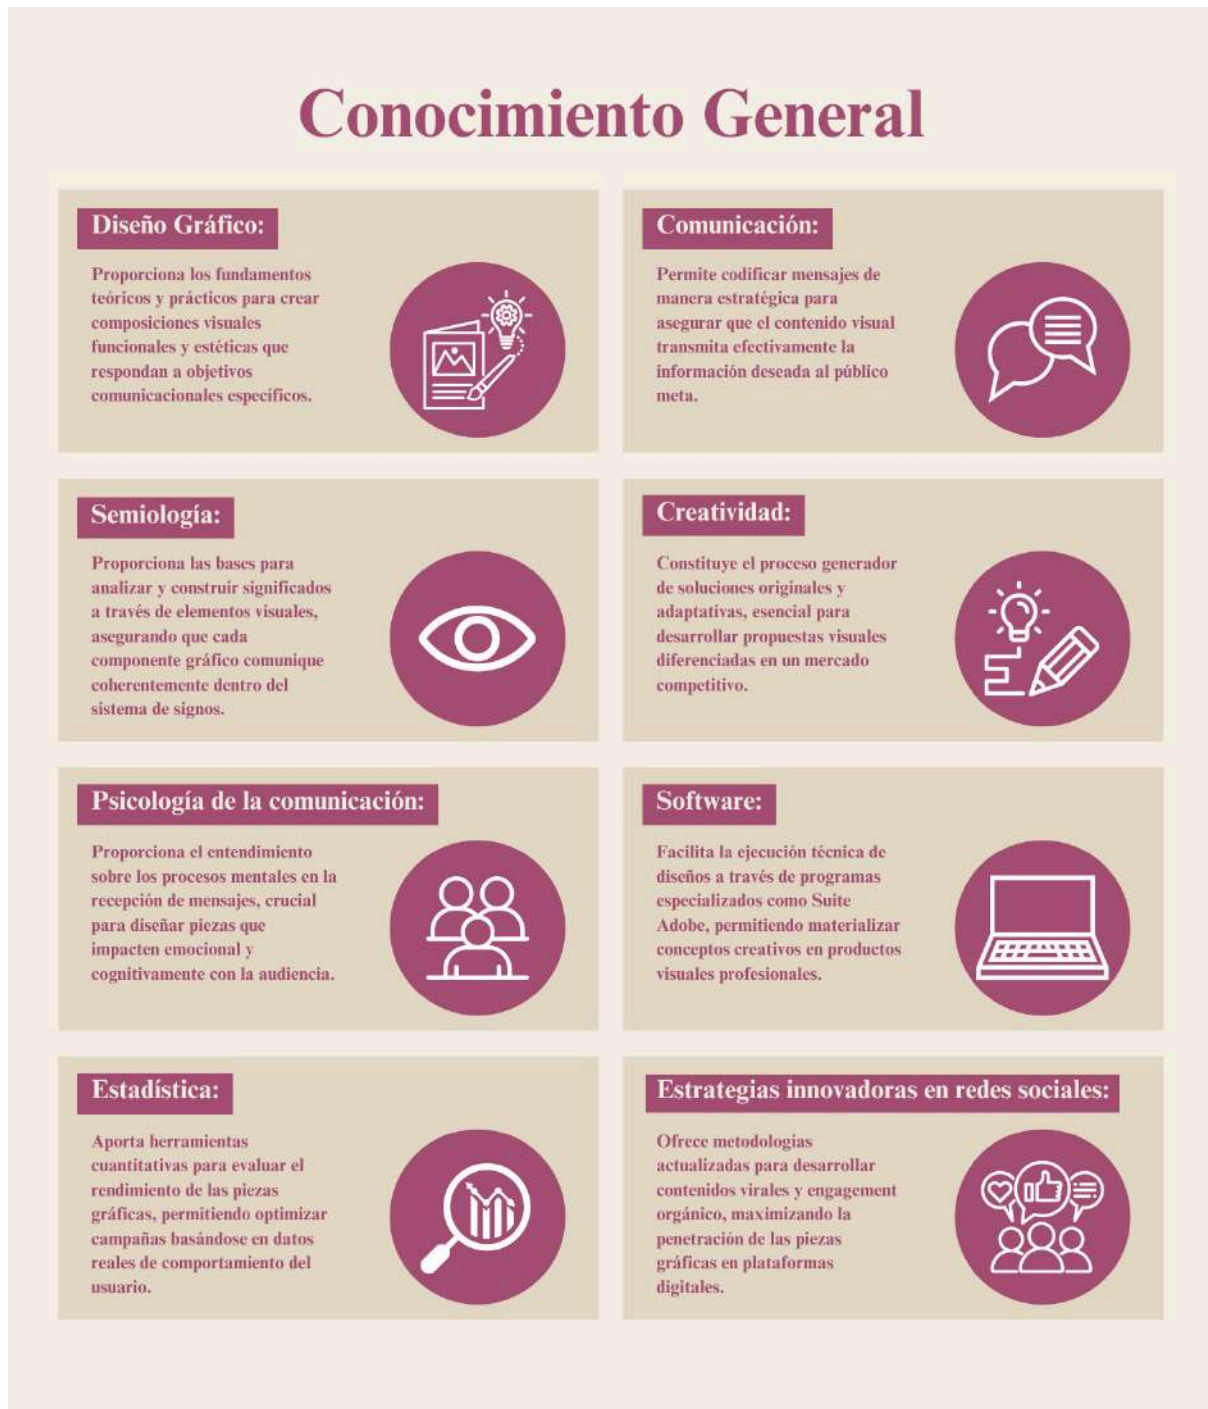 Conocimiento General
Diseño Gráfico:
Proporciona los fundamentos
teóricos y prácticos para crear
composiciones visuales
funcionales y estéticas que
respondan a objetivos
comunicacionales específicos.
Comunicación:
Permite codificar mensajes de
manera estratégica para
asegurar que el contenido visual
transmita efectivamente la
información deseada al público
meta.
Semiología:
Proporciona las bases para
analizar y construir significados
a través de elementos visuales,
asegurando que cada
componente gráfico comunique
coherentemente dentro del
sistema de signos.
Creatividad:
Constituye el proceso generador
de soluciones originales y
adaptativas, esencial para
desarrollar propuestas visuales
diferenciadas en un mercado
competitivo.
Psicología de la comunicación:
Proporciona el entendimiento
sobre los procesos mentales en la
recepción de mensajes, crucial
para diseñar piezas que
impacten emocional y
cognitivamente con la audiencia.
Software:
Facilita la ejecución técnica de
diseños a través de programas
especializados como Suite
Adobe, permitiendo materializar
conceptos creativos en productos
visuales profesionales.
Estadística:
Aporta herramientas
cuantitativas para evaluar el
rendimiento de las piezas
gráficas, permitiendo optimizar
campañas basándose en datos
reales de comportamiento del
usuario.
Estrategias innovadoras en redes sociales:
Ofrece metodologías
actualizadas para desarrollar
contenidos virales y engagement
orgánico, maximizando la
penetración de las piezas
gráficas en plataformas
digitales.